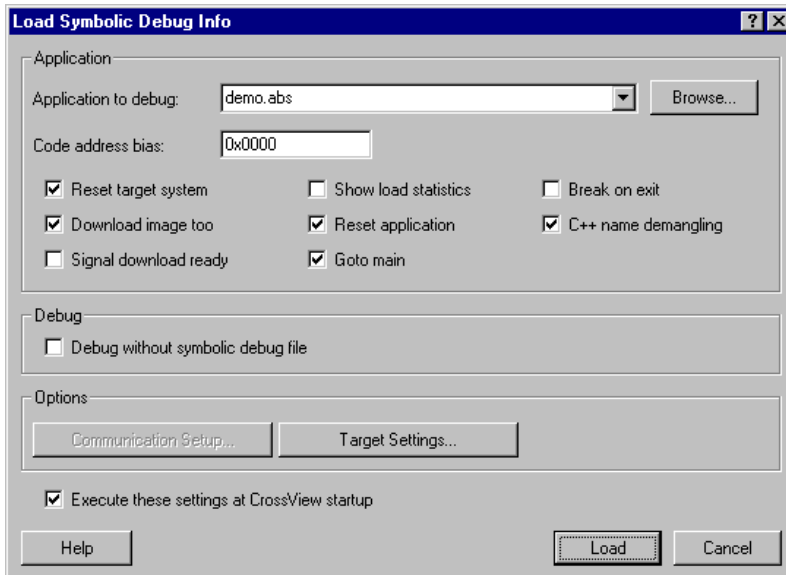 Load Symbolic Debug Info
Application
Application to debug: demo.abs Browse...
Code address bias: 0x0000
Reset target system Show load statistics Break on exit
Download image too Reset application C++ name demangling
Signal download ready Goto main
Debug
Debug without symbolic debug file
Options
Communication Setup... Target Settings...
Execute these settings at CrossView startup
Help Load Cancel